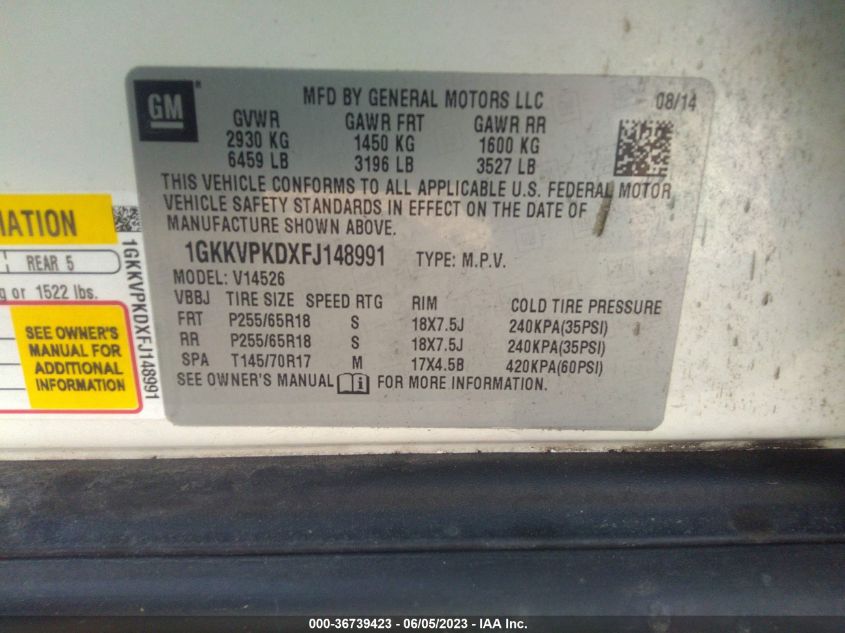 GM
MFD BY GENERAL MOTORS LLC
08/14
GVWR GAWR FRT GAWR RR
2930 KG 1450 KG 1600 KG
6459 LB 3196 LB 3527 LB
THIS VEHICLE CONFORMS TO ALL APPLICABLE U.S. FEDERAL MOTOR
VEHICLE SAFETY STANDARDS IN EFFECT ON THE DATE OF
MANUFACTURE SHOWN ABOVE.
1GKKVPKDXFJ148991 TYPE: M.P.V.
MODEL: V14526
VBBJ TIRE SIZE SPEED RTG RIM COLD TIRE PRESSURE
FRT P255/65R18 S 18X7.5J 240KPA(35PSI)
RR P255/65R18 S 18X7.5J 240KPA(35PSI)
SPA T145/70R17 M 17X4.5B 420KPA(60PSI)
SEE OWNER'S MANUAL FOR MORE INFORMATION.
MATION
REAR 5
g or 1522 lbs.
SEE OWNER'S
MANUAL FOR
ADDITIONAL
INFORMATION
1GKKVPKDXFJ148991
000-36739423 - 06/05/2023 - IAA Inc.